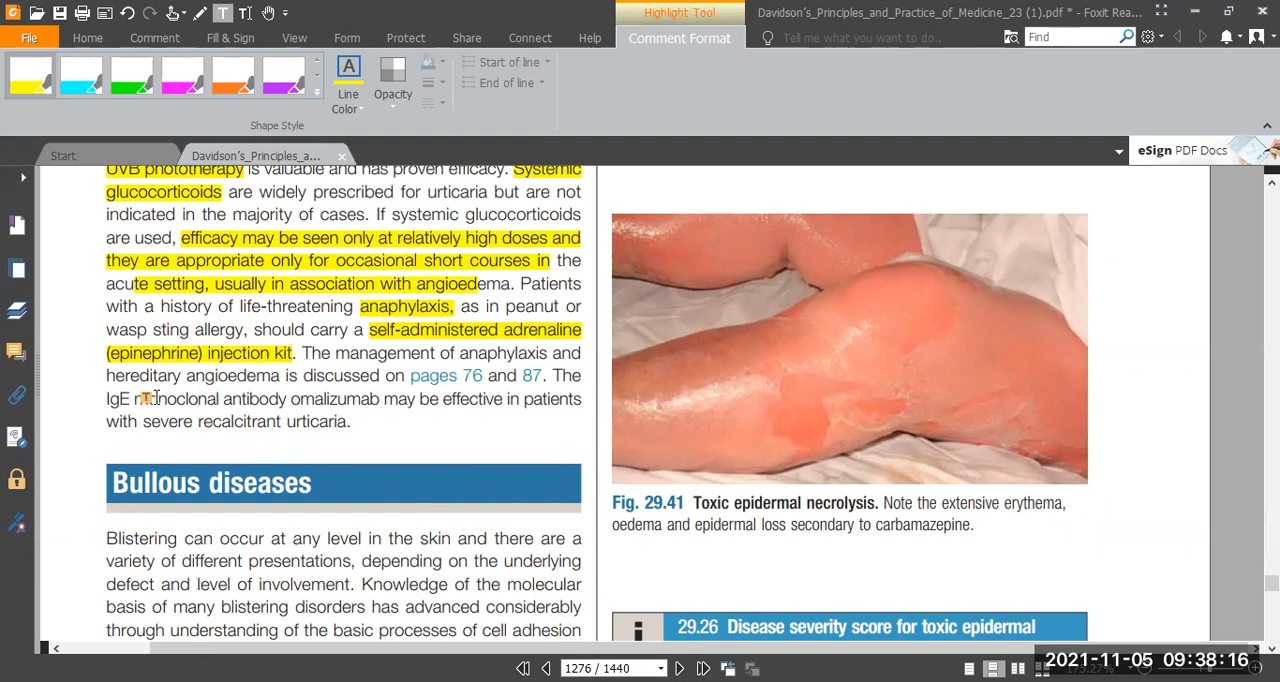 Highlight Tool
Davidson's_Principles_and_Practice_of_Medicine_23 (1).pdf * - Foxit Rea...
File
Home
Comment
Fill & Sign
View
Form
Protect
Share
Connect
Help
Comment Format
Tell me what you want to do..
Find
Line Color
Opacity
Start of line
End of line
Shape Style
Start
Davidson's_Principles_a...
eSign PDF Docs
UVB phototherapy is valuable and has proven efficacy. Systemic
glucocorticoids are widely prescribed for urticaria but are not
indicated in the majority of cases. If systemic glucocorticoids
are used, efficacy may be seen only at relatively high doses and
they are appropriate only for occasional short courses in the
acute setting, usually in association with angioedema. Patients
with a history of life-threatening anaphylaxis, as in peanut or
wasp sting allergy, should carry a self-administered adrenaline
(epinephrine) injection kit. The management of anaphylaxis and
hereditary angioedema is discussed on pages 76 and 87. The
IgE monoclonal antibody omalizumab may be effective in patients
with severe recalcitrant urticaria.
Bullous diseases
Blistering can occur at any level in the skin and there are a
variety of different presentations, depending on the underlying
defect and level of involvement. Knowledge of the molecular
basis of many blistering disorders has advanced considerably
through understanding of the basic processes of cell adhesion
Fig. 29.41 Toxic epidermal necrolysis. Note the extensive erythema,
oedema and epidermal loss secondary to carbamazepine.
i
29.26 Disease severity score for toxic epidermal
1276 / 1440
2021-11-05 09:38:16